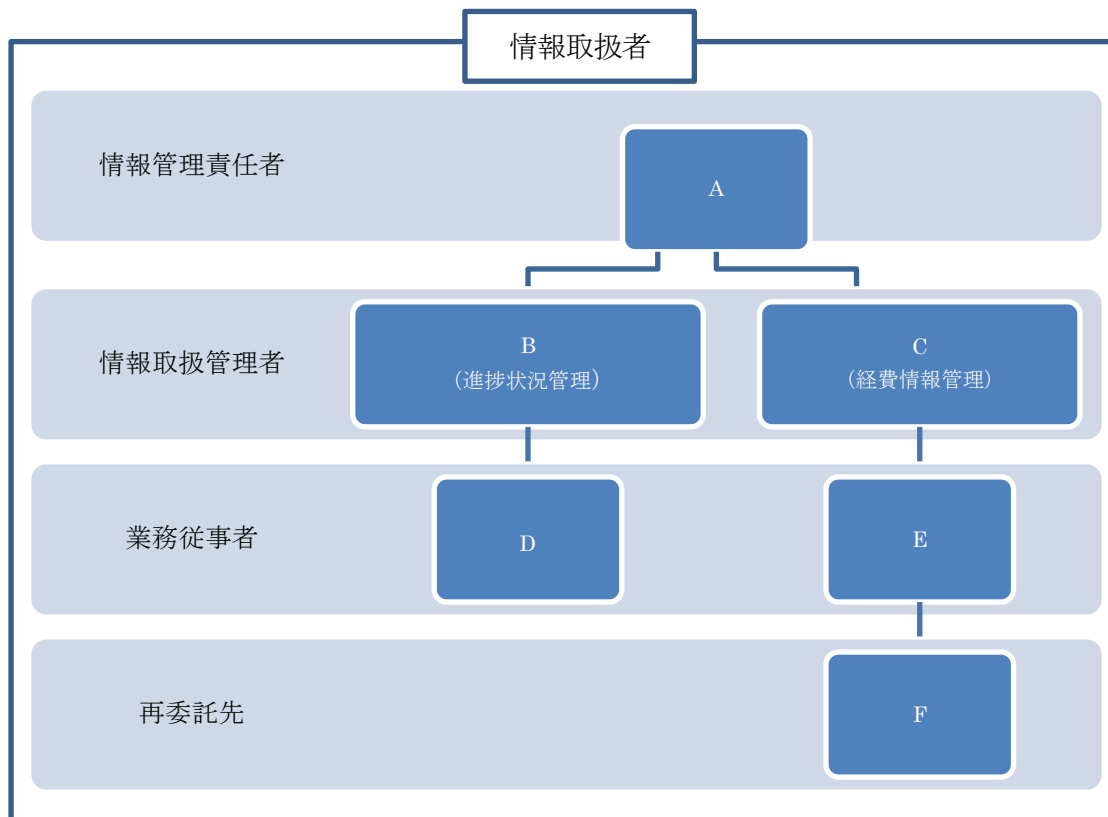 情報取扱者
情報管理責任者
A
情報取扱管理者
B
（進捗状況管理）
C
（経費情報管理）
業務従事者
D
E
再委託先
F